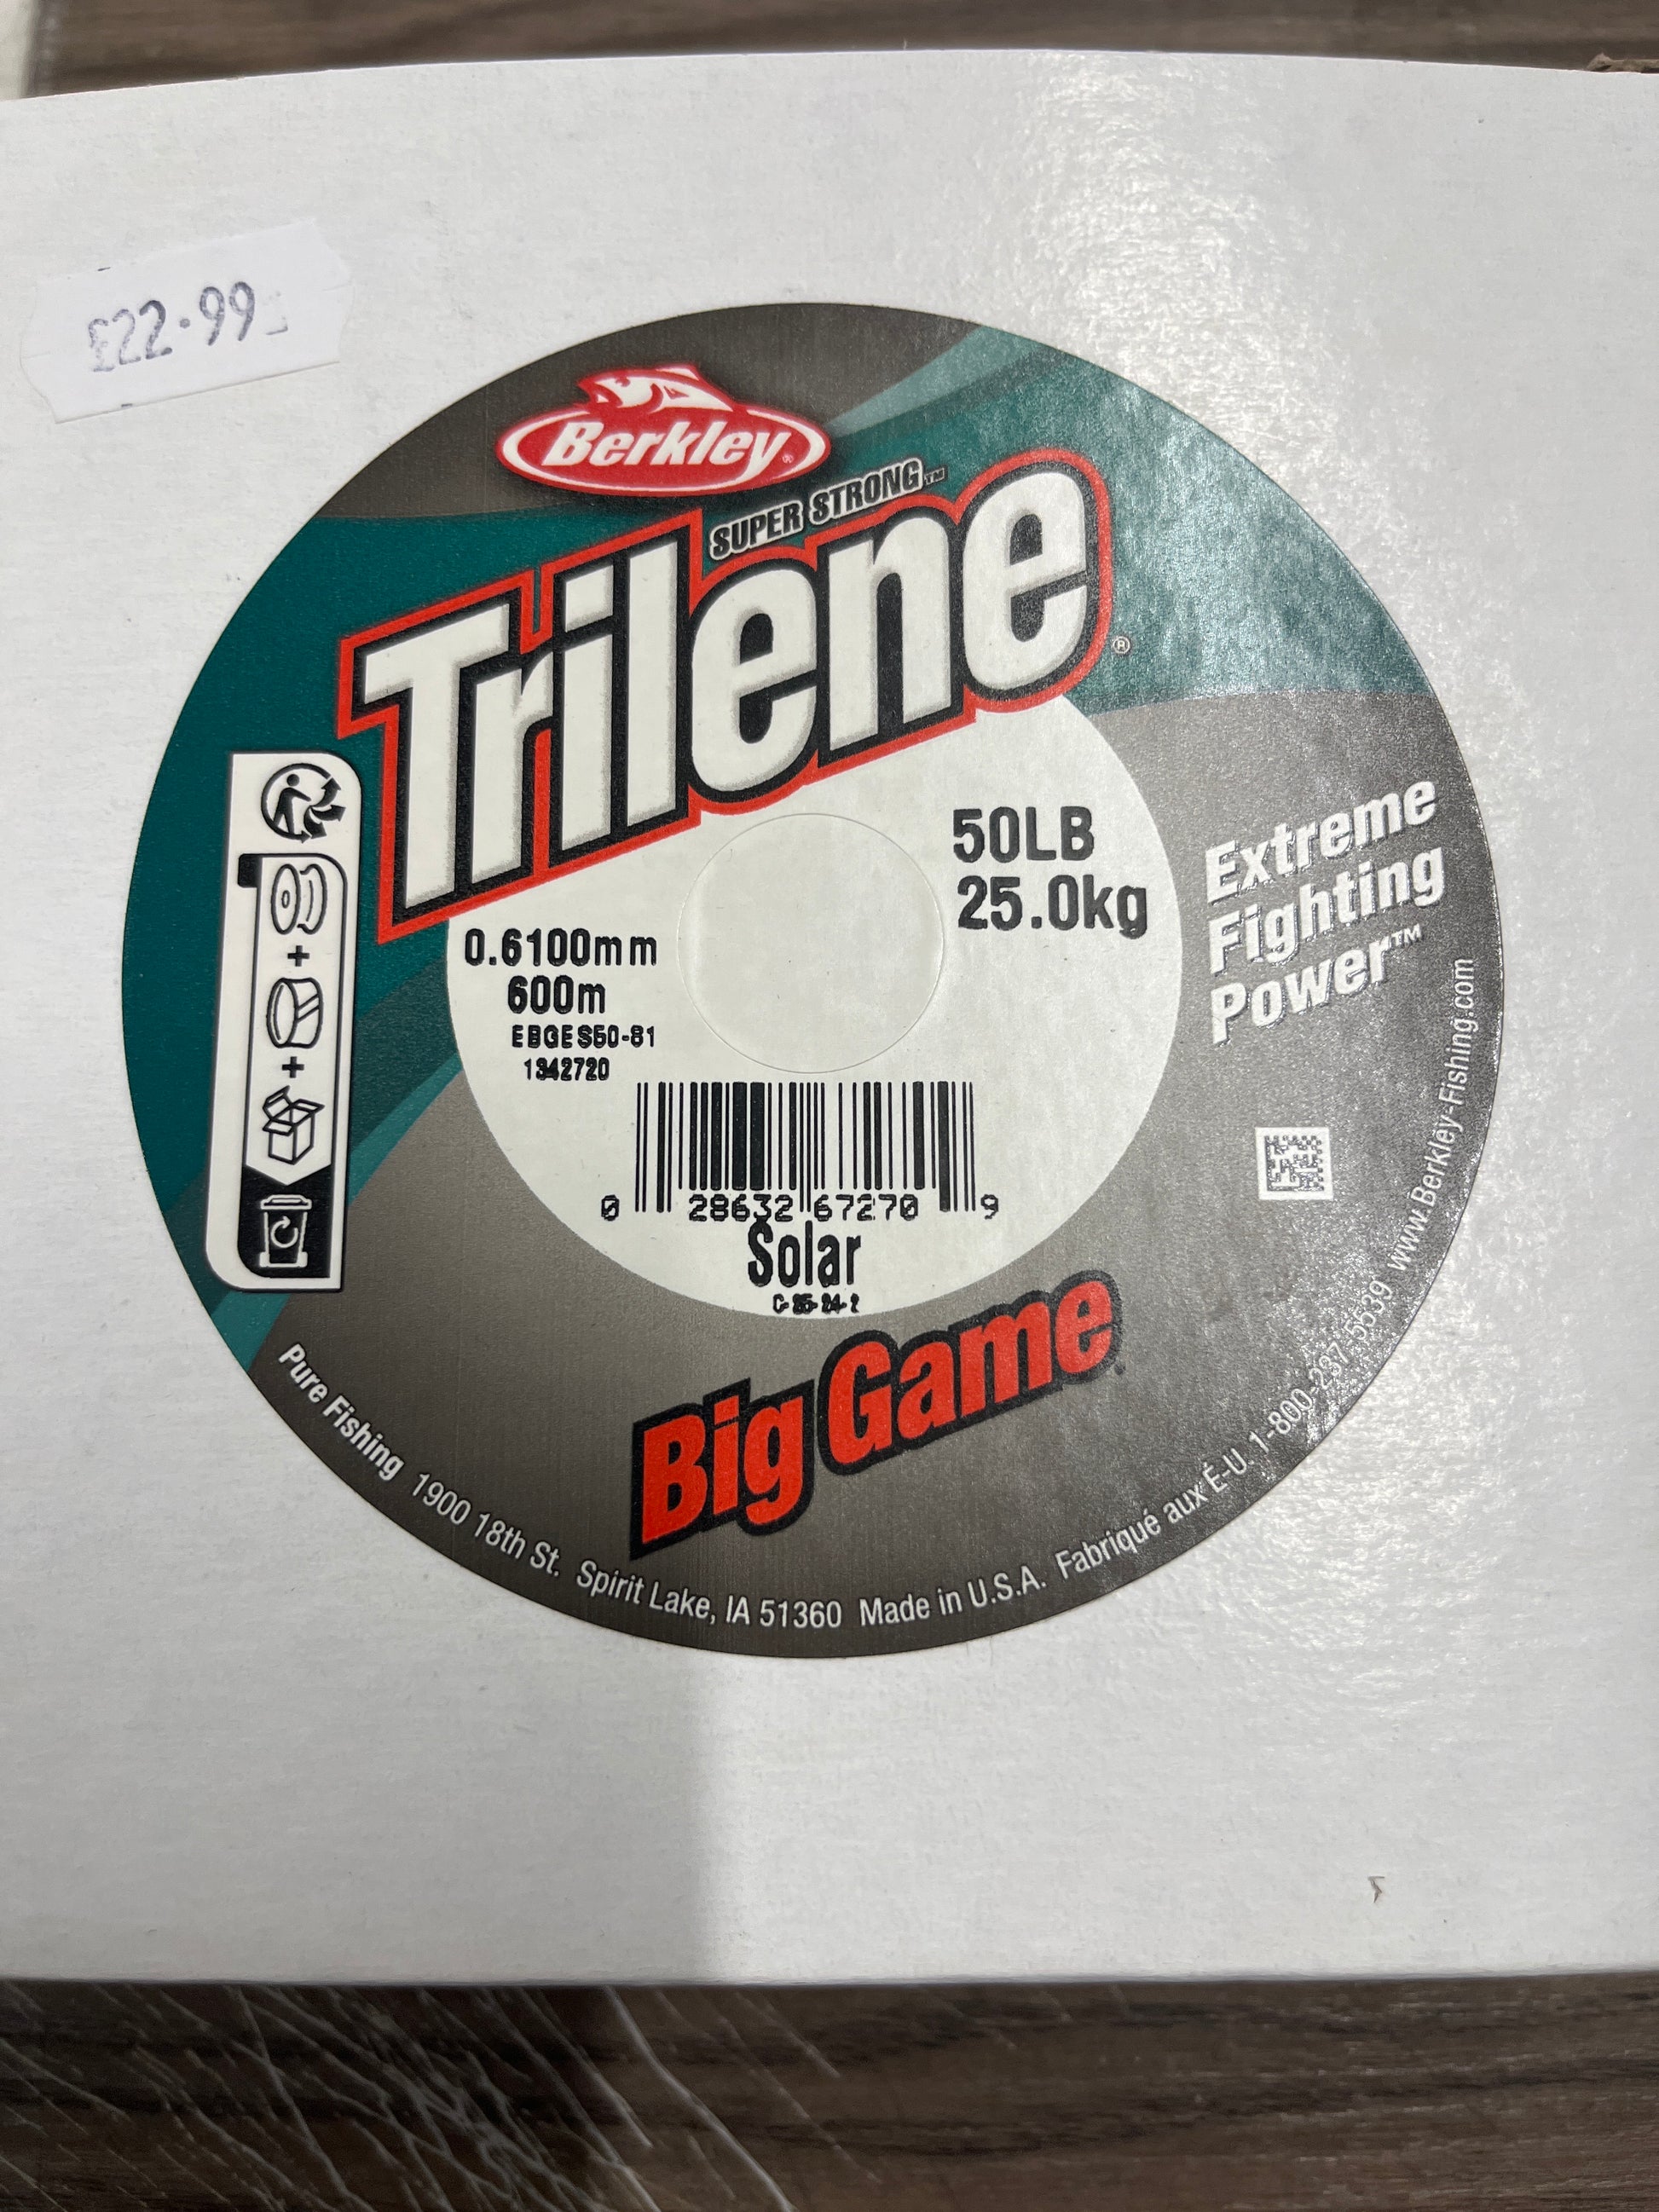 £22.99
Berkley®
SUPER STRONG™
Trilene®
50LB
25.0kg
0.6100mm
600m
EBGES50-81
1342720
Extreme
Fighting
Power™
0 28632 67270 9
Solar
Big Game
Pure Fishing 1900 18th St. Spirit Lake, IA 51360 Made in U.S.A. Fabriqué aux É-U. 1-800-237-5539 www.Berkley-Fishing.com